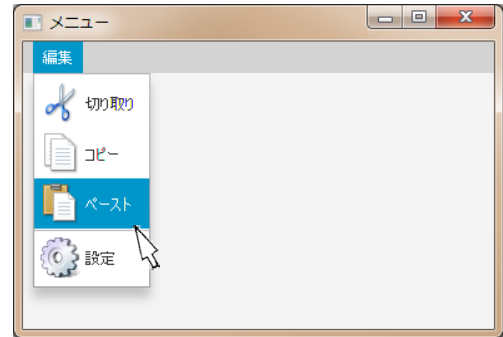 メニュー
編集
切り取り
コピー
ペースト
設定